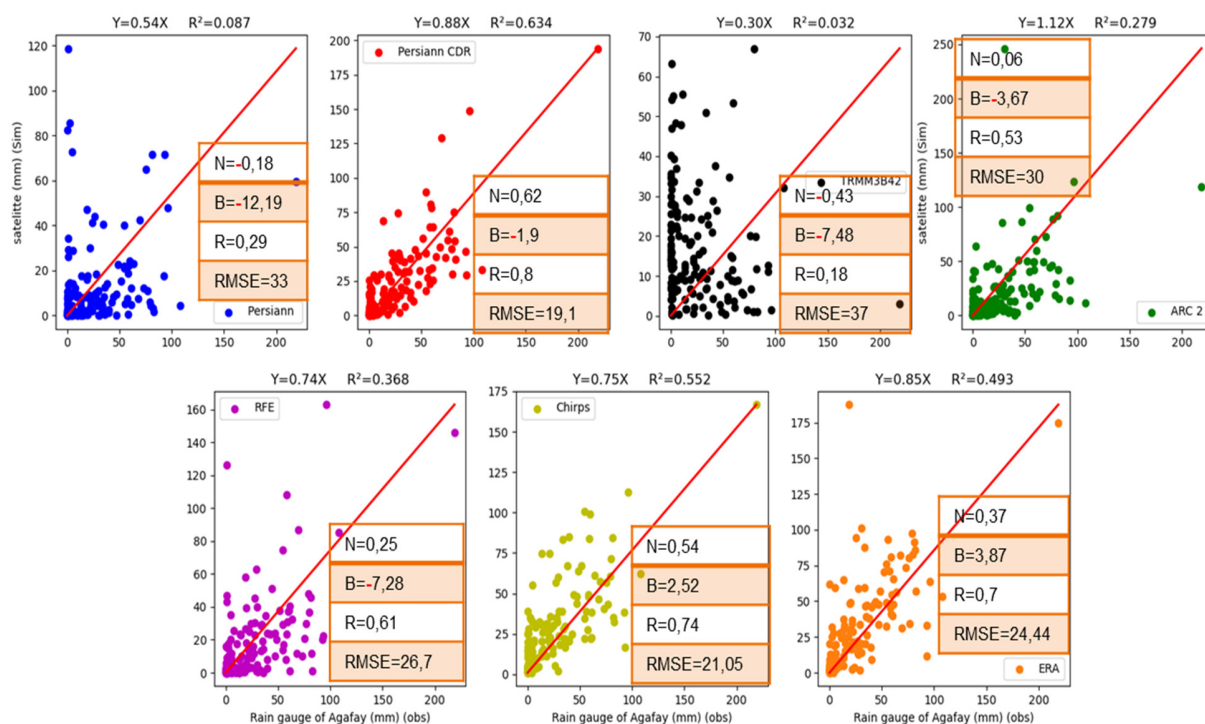 Y=0.54X R²=0.087
Y=0.88X R²=0.634
Y=0.30X R²=0.032
Y=1.12X R²=0.279
satelitte (mm) (Sim)
120
100
80
60
40
20
0
0 50 100 150 200
N=-0,18
B=-12,19
R=0,29
RMSE=33
Persiann
200
175
150
125
100
75
50
25
0
0 50 100 150 200
Persiann CDR
N=0,62
B=-1,9
R=0,8
RMSE=19,1
70
60
50
40
30
20
10
0
0 50 100 150 200
TRMM3B42
N=-0,43
B=-7,48
R=0,18
RMSE=37
satelitte (mm) (Sim)
250
200
150
100
50
0
0 50 100 150 200
N=0,06
B=-3,67
R=0,53
RMSE=30
ARC 2
Y=0.74X R²=0.368
Y=0.75X R²=0.552
Y=0.85X R²=0.493
160
140
120
100
80
60
40
20
0
0 50 100 150 200
RFE
N=0,25
B=-7,28
R=0,61
RMSE=26,7
Rain gauge of Agafay (mm) (obs)
175
150
125
100
75
50
25
0
0 50 100 150 200
Chirps
N=0,54
B=2,52
R=0,74
RMSE=21,05
Rain gauge of Agafay (mm) (obs)
175
150
125
100
75
50
25
0
0 50 100 150 200
N=0,37
B=3,87
R=0,7
RMSE=24,44
ERA
Rain gauge of Agafay (mm) (obs)